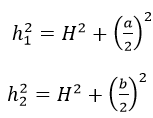 h₁² = H² + (a/2)²
h₂² = H² + (b/2)²